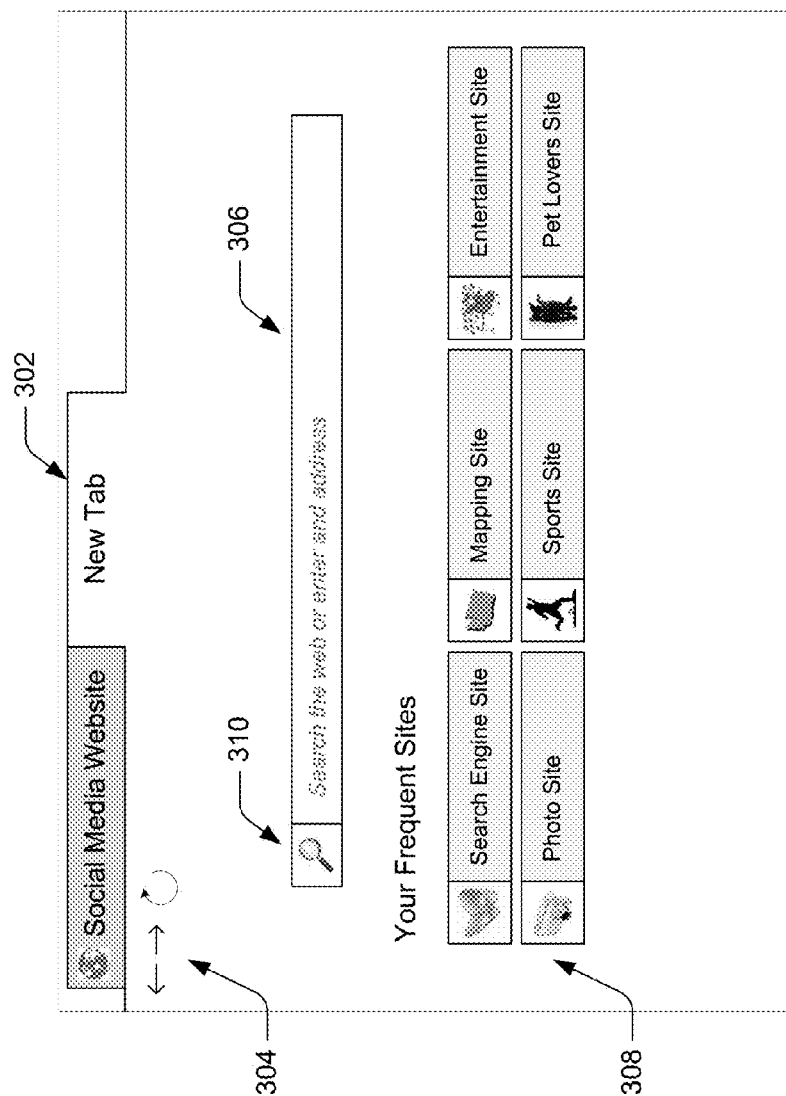 302
Social Media Website New Tab
304
310
306
Search the web or enter and address
Your Frequent Sites
Search Engine Site Mapping Site Entertainment Site
Photo Site Sports Site Pet Lovers Site
308